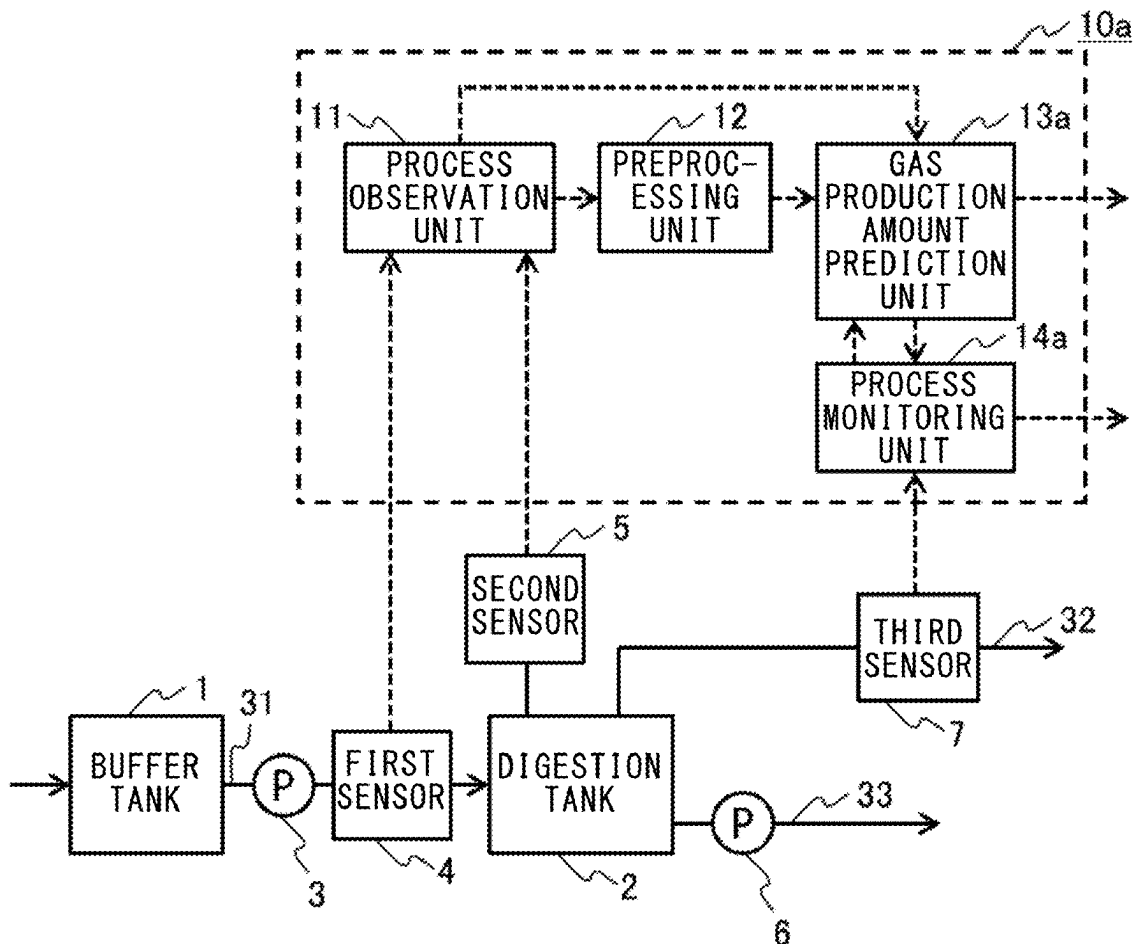 10a
11
12
13a
PROCESS
OBSERVATION
UNIT
PREPROC-
ESSING
UNIT
GAS
PRODUCTION
AMOUNT
PREDICTION
UNIT
14a
PROCESS
MONITORING
UNIT
5
SECOND
SENSOR
THIRD
SENSOR
32
7
1
31
BUFFER
TANK
P
3
FIRST
SENSOR
4
DIGESTION
TANK
2
P
6
33